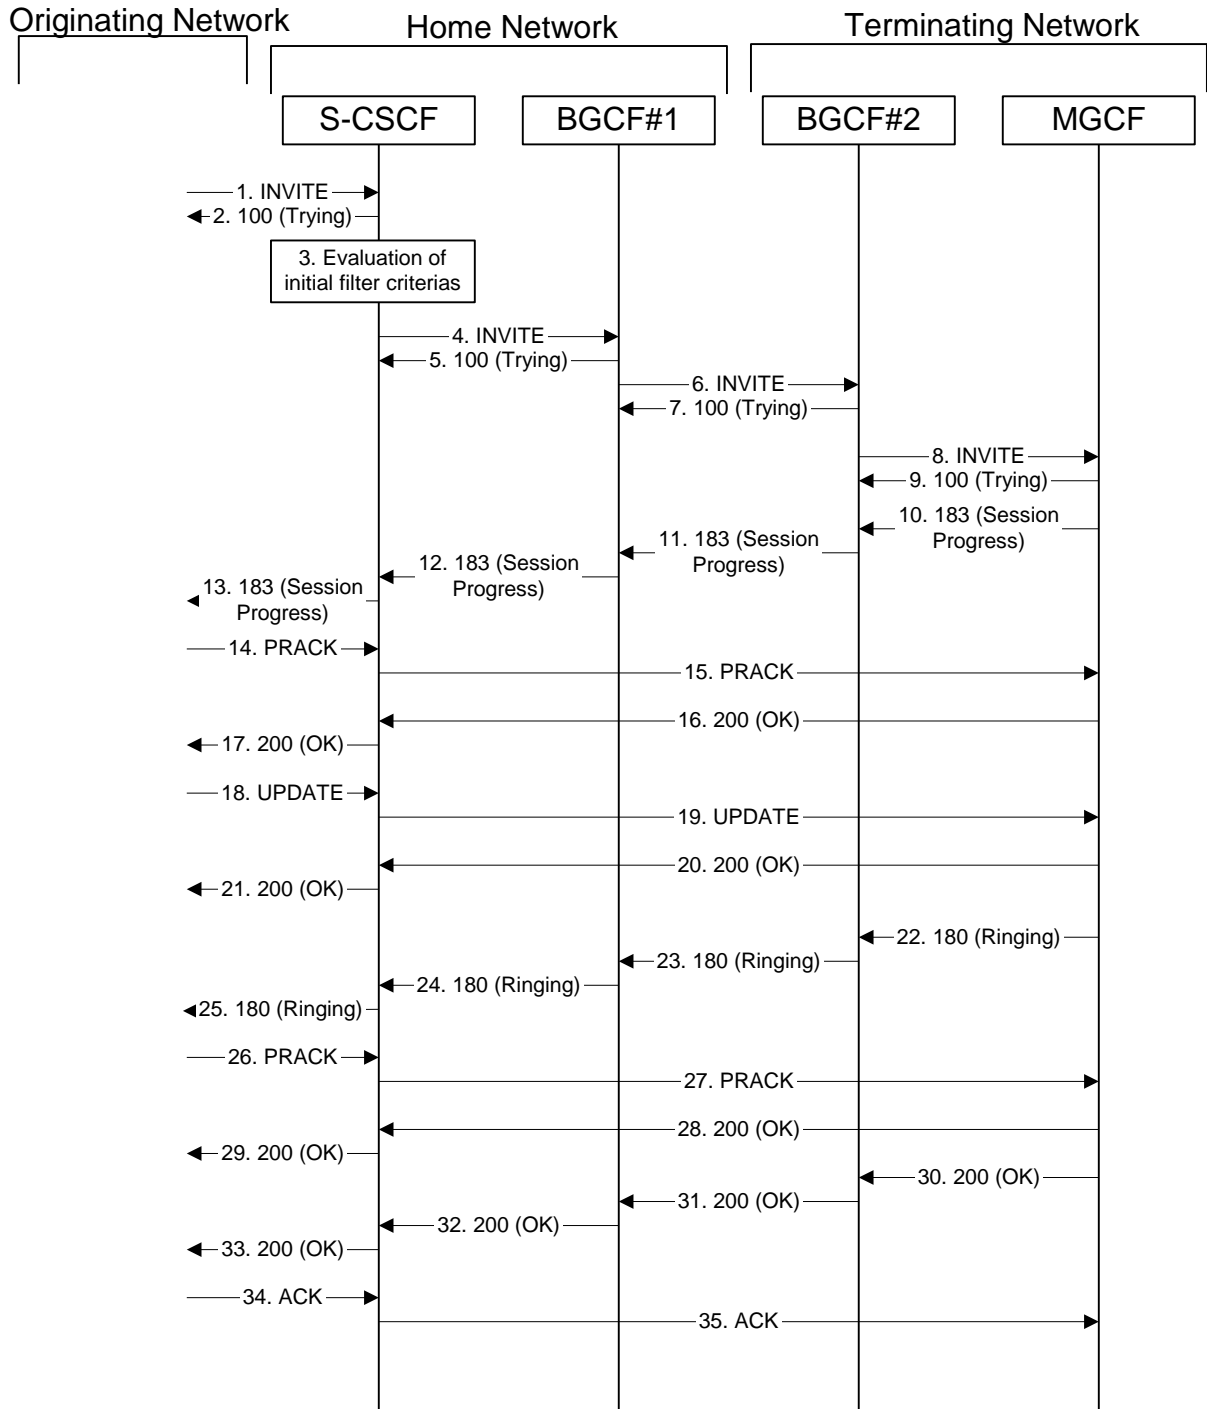 Originating Network
Home Network
Terminating Network
S-CSCF
BGCF#1
BGCF#2
MGCF
1. INVITE
2. 100 (Trying)
3. Evaluation of
initial filter criterias
4. INVITE
5. 100 (Trying)
6. INVITE
7. 100 (Trying)
8. INVITE
9. 100 (Trying)
10. 183 (Session
Progress)
11. 183 (Session
Progress)
12. 183 (Session
Progress)
13. 183 (Session
Progress)
14. PRACK
15. PRACK
16. 200 (OK)
17. 200 (OK)
18. UPDATE
19. UPDATE
20. 200 (OK)
21. 200 (OK)
22. 180 (Ringing)
23. 180 (Ringing)
24. 180 (Ringing)
25. 180 (Ringing)
26. PRACK
27. PRACK
28. 200 (OK)
29. 200 (OK)
30. 200 (OK)
31. 200 (OK)
32. 200 (OK)
33. 200 (OK)
34. ACK
35. ACK